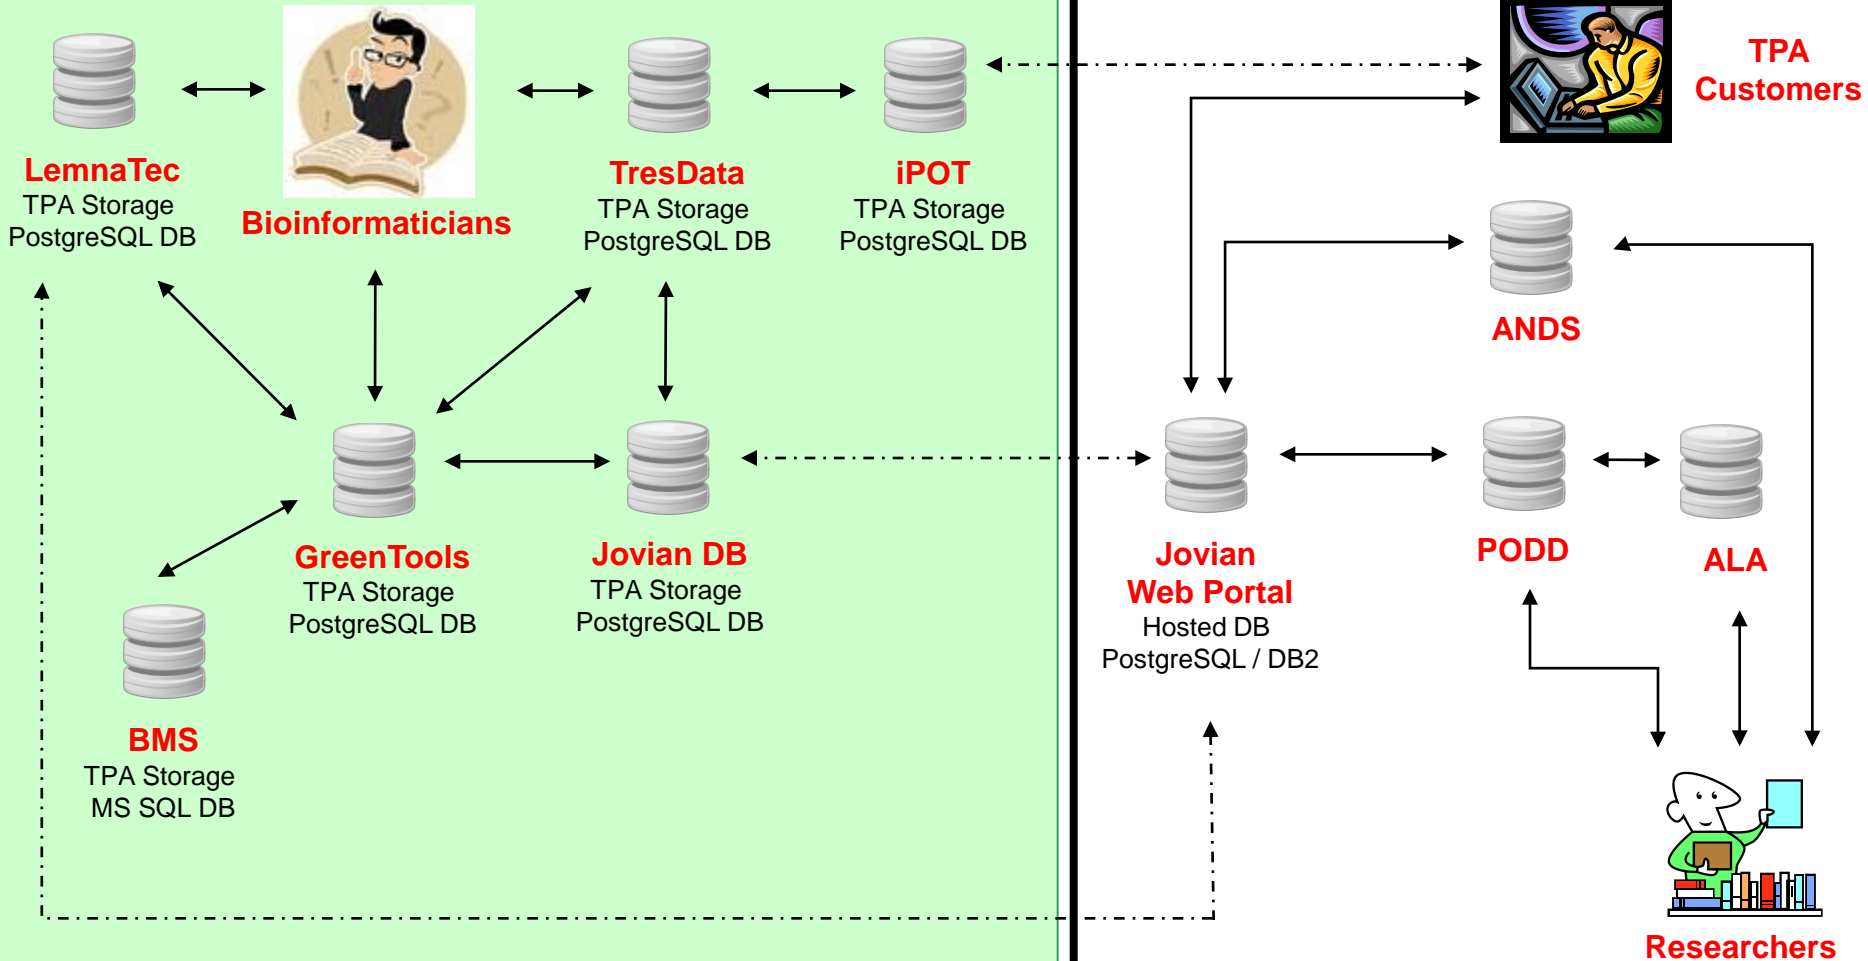 LemnaTec
TPA Storage
PostgreSQL DB
Bioinformaticians
TresData
TPA Storage
PostgreSQL DB
iPOT
TPA Storage
PostgreSQL DB
TPA
Customers
ANDS
GreenTools
TPA Storage
PostgreSQL DB
Jovian DB
TPA Storage
PostgreSQL DB
Jovian
Web Portal
Hosted DB
PostgreSQL / DB2
PODD
ALA
BMS
TPA Storage
MS SQL DB
Researchers